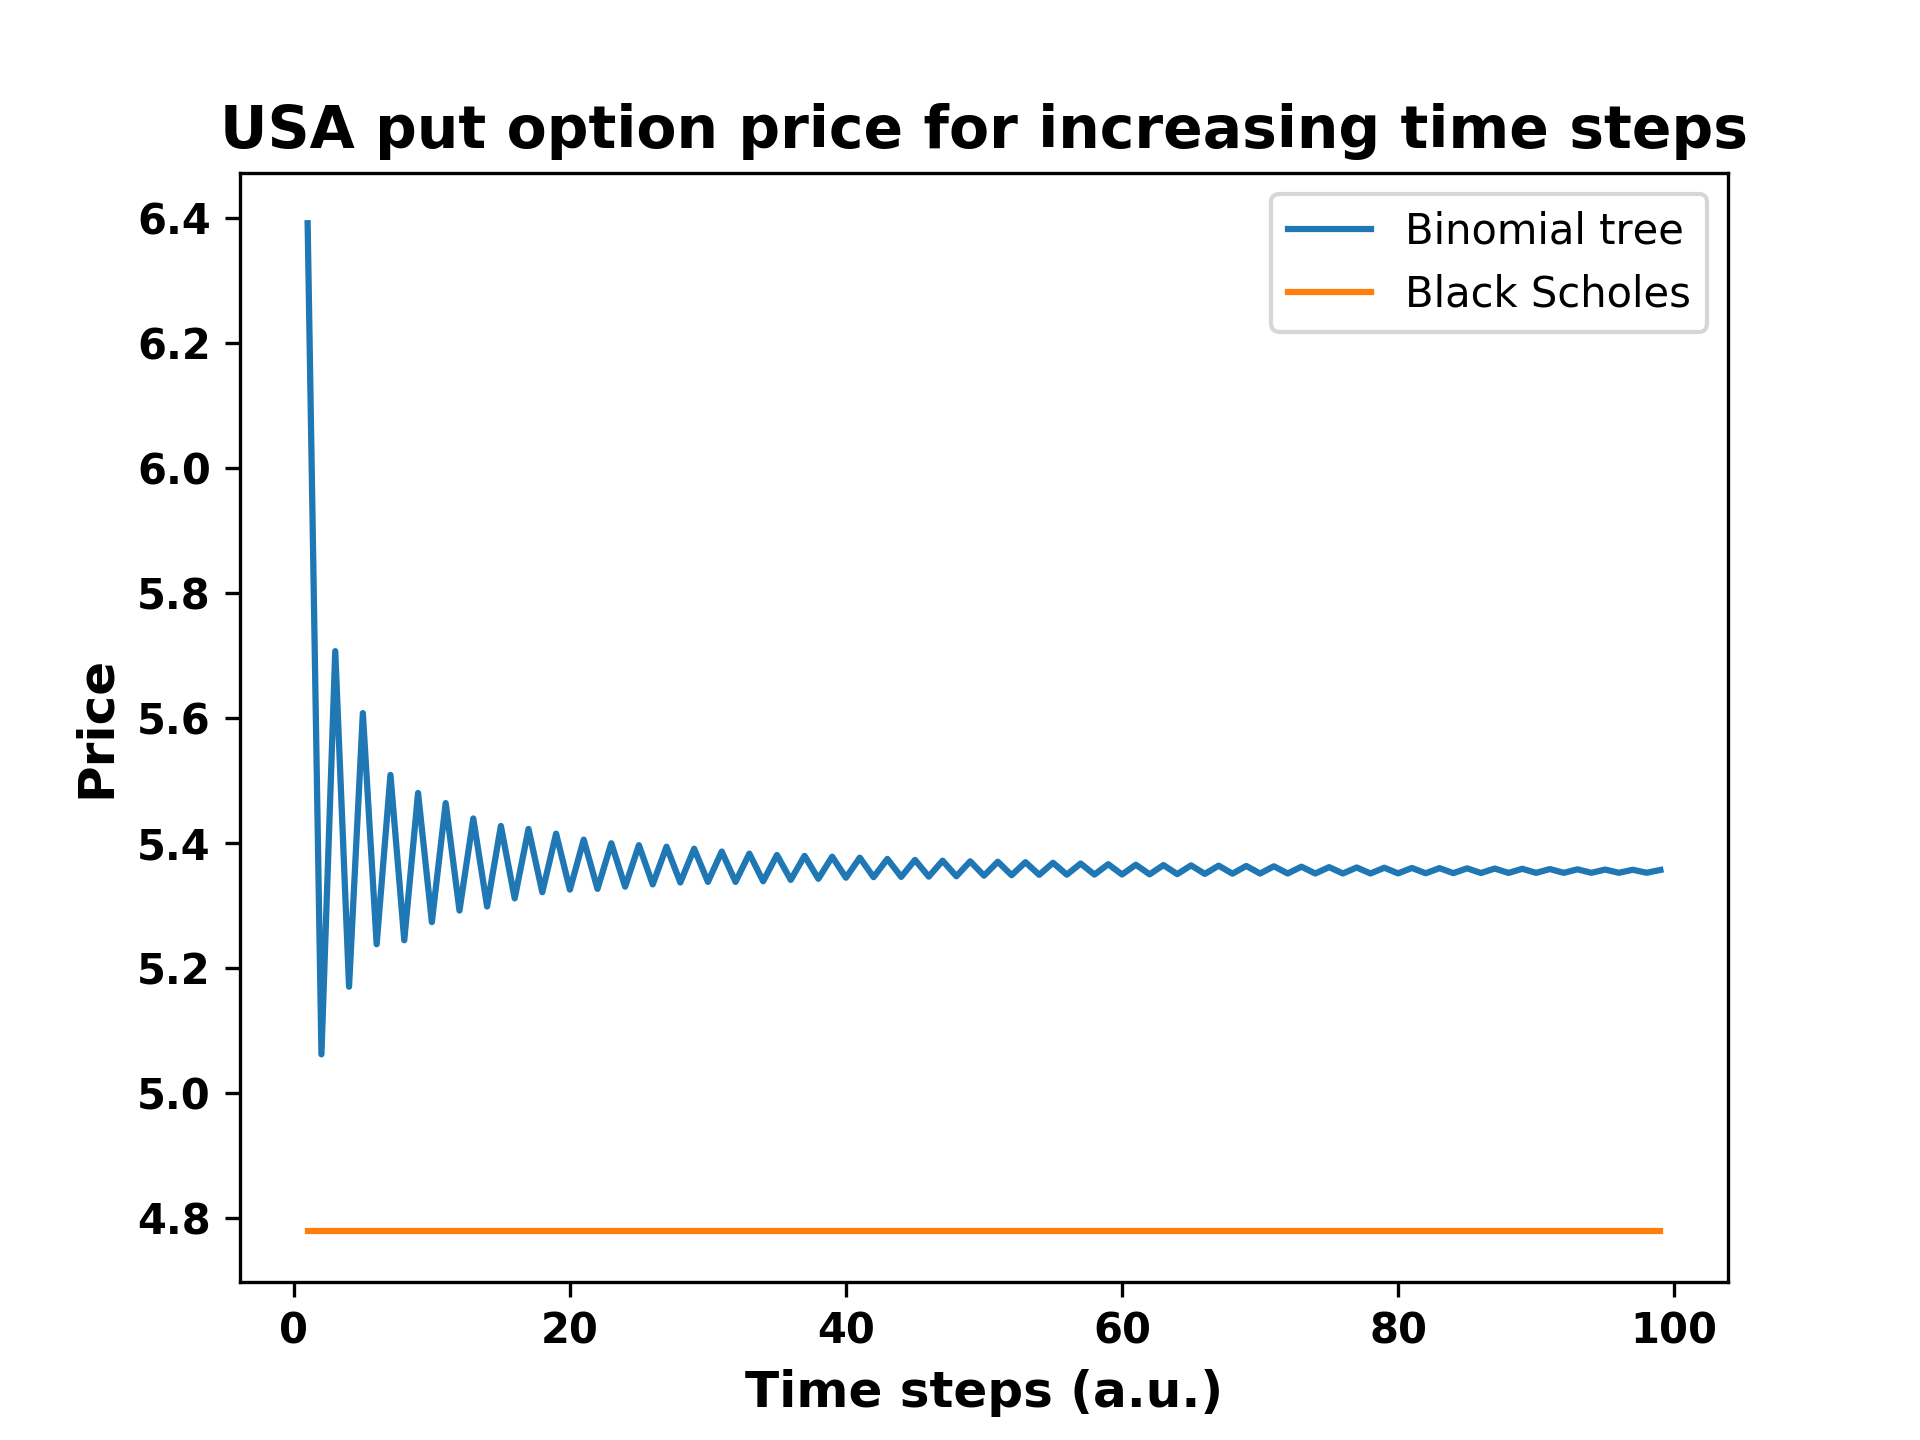 USA put option price for increasing time steps
Binomial tree
Black Scholes
6.4
6.2
6.0
5.8
5.6
5.4
5.2
5.0
4.8
Price
0 20 40 60 80 100
Time steps (a.u.)